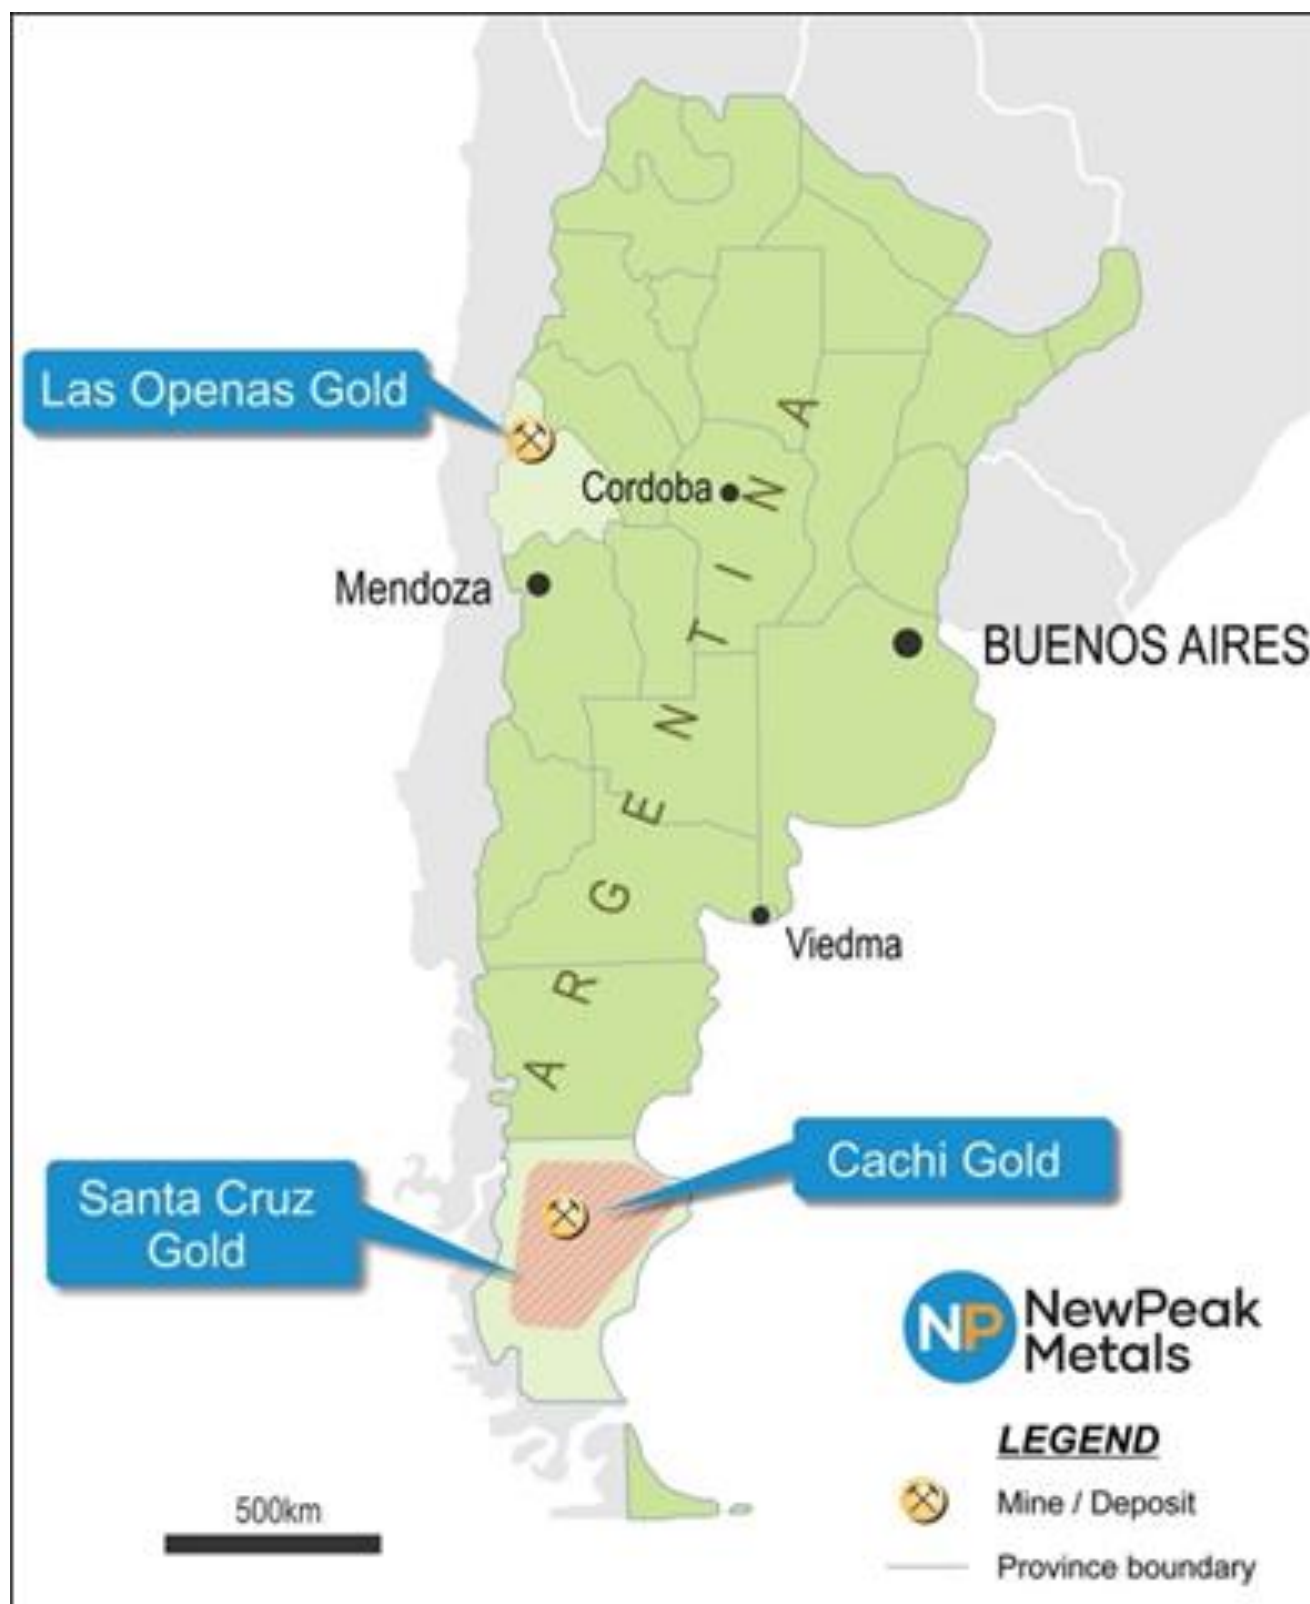 Las Openas Gold
Cordoba
Mendoza
BUENOS AIRES
ARGENTINA
Viedma
Cachi Gold
Santa Cruz
Gold
NP NewPeak
Metals
LEGEND
Mine / Deposit
Province boundary
500km